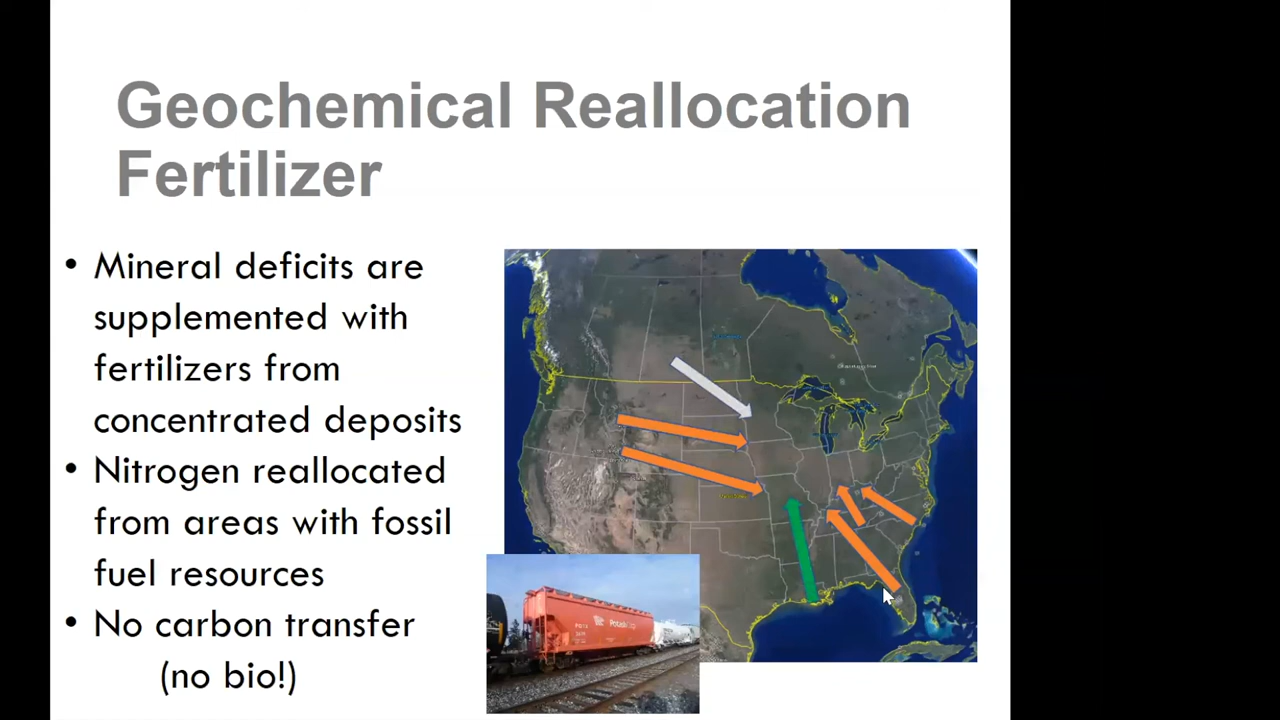 Geochemical Reallocation
Fertilizer
• Mineral deficits are
supplemented with
fertilizers from
concentrated deposits
• Nitrogen reallocated
from areas with fossil
fuel resources
• No carbon transfer
(no bio!)